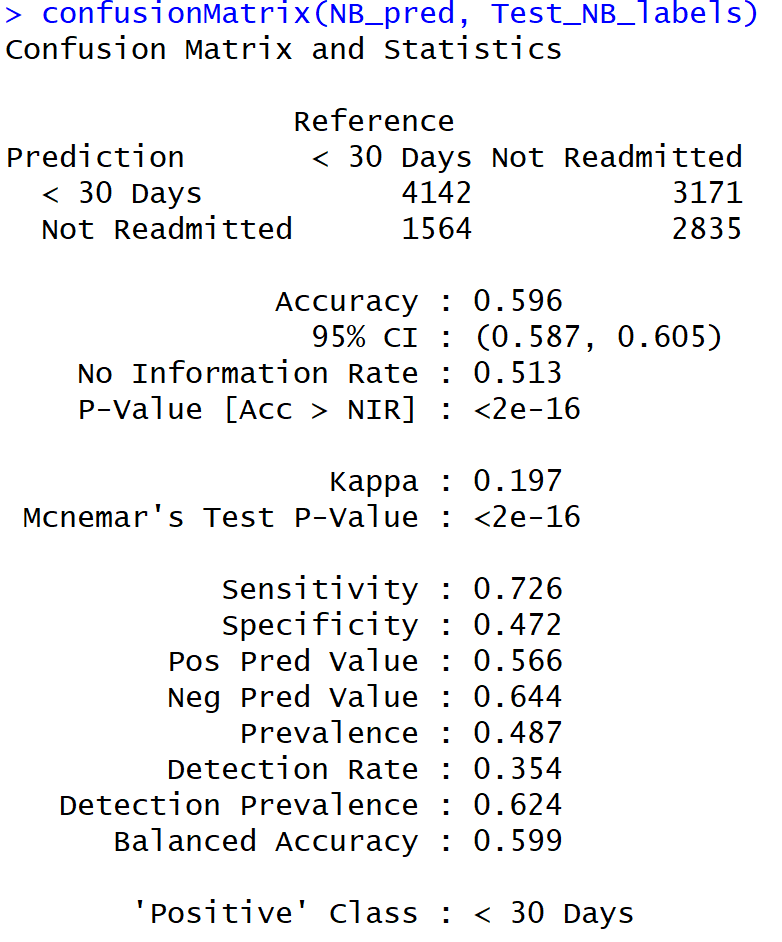 > confusionMatrix(NB_pred, Test_NB_labels)
Confusion Matrix and Statistics
Reference
Prediction < 30 Days Not Readmitted
< 30 Days 4142 3171
Not Readmitted 1564 2835
Accuracy : 0.596
95% CI : (0.587, 0.605)
No Information Rate : 0.513
P-Value [Acc > NIR] : <2e-16
Kappa : 0.197
Mcnemar's Test P-Value : <2e-16
Sensitivity : 0.726
Specificity : 0.472
Pos Pred Value : 0.566
Neg Pred Value : 0.644
Prevalence : 0.487
Detection Rate : 0.354
Detection Prevalence : 0.624
Balanced Accuracy : 0.599
'Positive' Class : < 30 Days